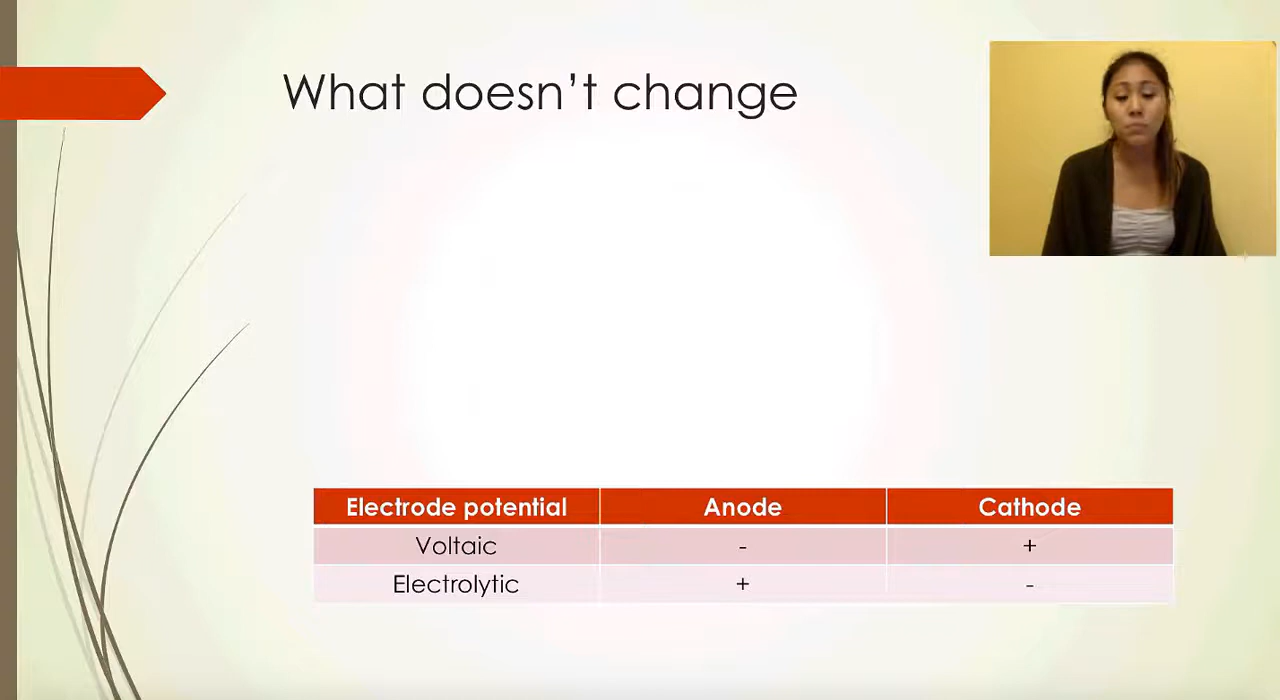 What doesn’t change
Electrode potential Anode Cathode
Voltaic - +
Electrolytic + -